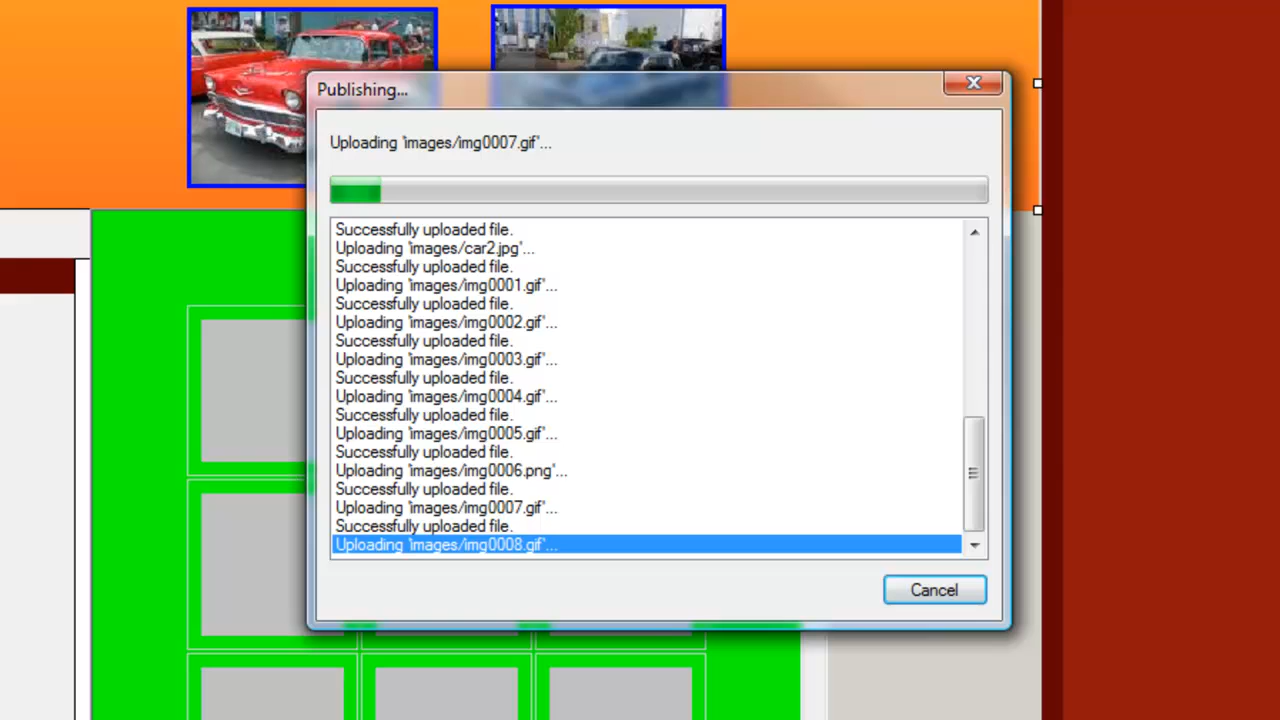 Publishing...
Uploading 'images/img0007.gif'...
Successfully uploaded file.
Uploading 'images/car2.jpg'...
Successfully uploaded file.
Uploading 'images/img0001.gif'...
Successfully uploaded file.
Uploading 'images/img0002.gif'...
Successfully uploaded file.
Uploading 'images/img0003.gif'...
Successfully uploaded file.
Uploading 'images/img0004.gif'...
Successfully uploaded file.
Uploading 'images/img0005.gif'...
Successfully uploaded file.
Uploading 'images/img0006.png'...
Successfully uploaded file.
Uploading 'images/img0007.gif'...
Successfully uploaded file.
Uploading 'images/img0008.gif'...
Cancel